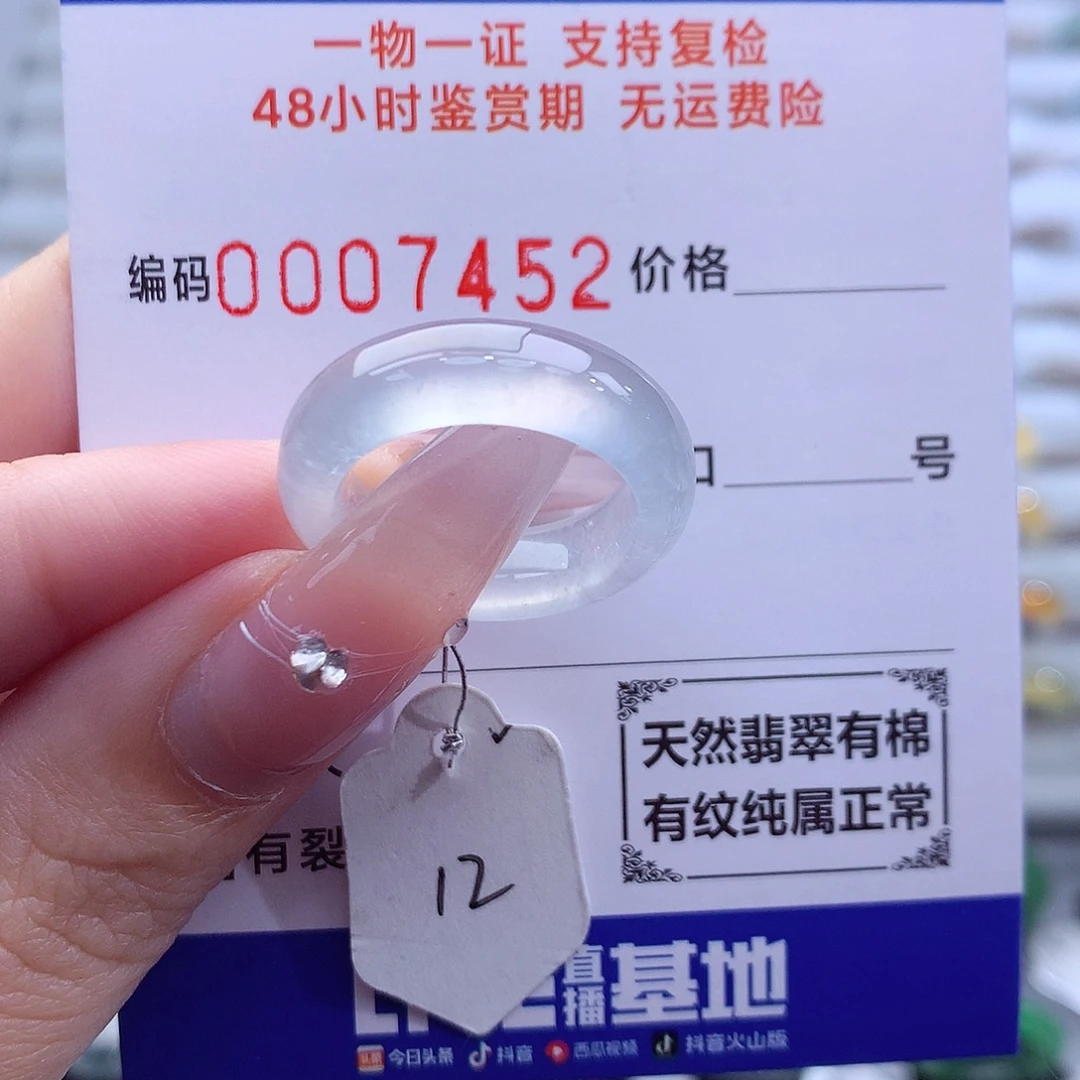 一物一证 支持复检
48小时鉴赏期 无运费险
编码0007452 价格
号
天然翡翠有棉
有纹纯属正常
有裂
12
直播基地
今日头条 抖音 西瓜视频 抖音火山版